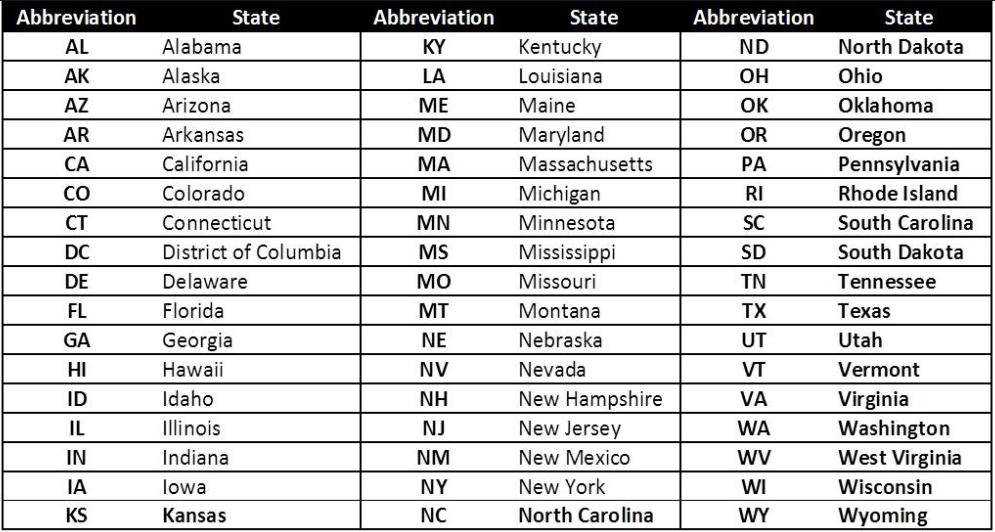 Abbreviation State Abbreviation State Abbreviation State
AL Alabama KY Kentucky ND North Dakota
AK Alaska LA Louisiana OH Ohio
AZ Arizona ME Maine OK Oklahoma
AR Arkansas MD Maryland OR Oregon
CA California MA Massachusetts PA Pennsylvania
CO Colorado MI Michigan RI Rhode Island
CT Connecticut MN Minnesota SC South Carolina
DC District of Columbia MS Mississippi SD South Dakota
DE Delaware MO Missouri TN Tennessee
FL Florida MT Montana TX Texas
GA Georgia NE Nebraska UT Utah
HI Hawaii NV Nevada VT Vermont
ID Idaho NH New Hampshire VA Virginia
IL Illinois NJ New Jersey WA Washington
IN Indiana NM New Mexico WV West Virginia
IA Iowa NY New York WI Wisconsin
KS Kansas NC North Carolina WY Wyoming